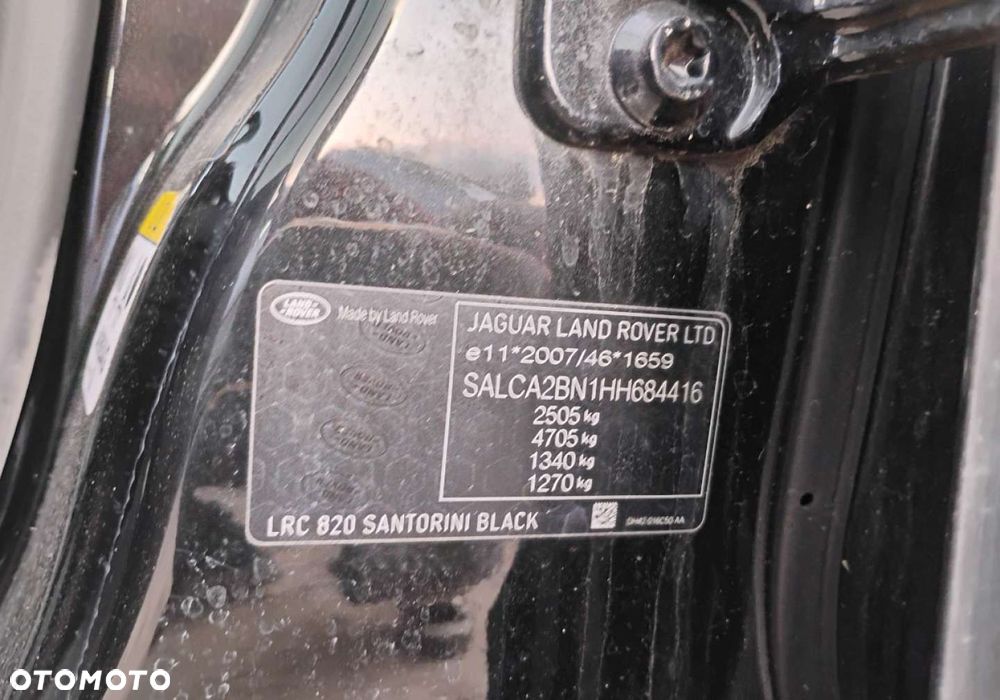 LAND ROVER
Made by Land Rover
JAGUAR LAND ROVER LTD
e11*2007/46*1659
SALCA2BN1HH684416
2505 kg
4705 kg
1340 kg
1270 kg
LRC 820 SANTORINI BLACK
OTOMOTO